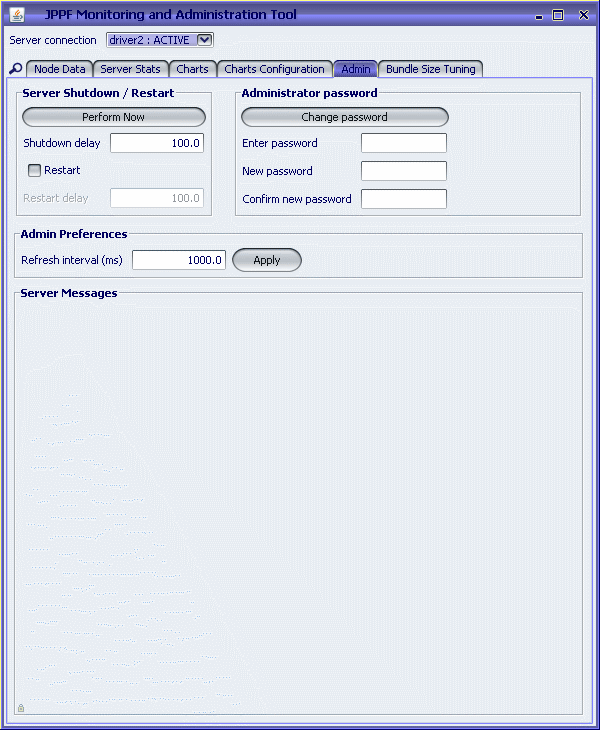 JPPF Monitoring and Administration Tool
Server connection driver2 : ACTIVE
Node Data Server Stats Charts Charts Configuration Admin Bundle Size Tuning
Server Shutdown / Restart
Perform Now
Shutdown delay 100.0
Restart
Restart delay 100.0
Administrator password
Change password
Enter password
New password
Confirm new password
Admin Preferences
Refresh interval (ms) 1000.0 Apply
Server Messages